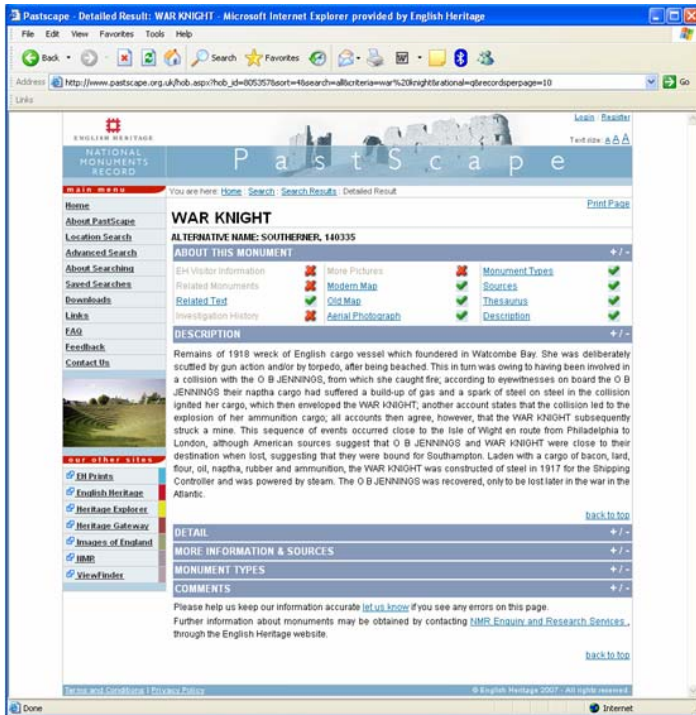 Pastscape - Detailed Result: WAR KNIGHT - Microsoft Internet Explorer provided by English Heritage
File Edit View Favorites Tools Help
Back Search Favorites
Address http://www.pastscape.org.uk/hob.aspx?hob_id=805357&sort=4&search=all&criteria=war%20knight&rational=q&recordsperpage=10 Go
Links
Login | Register
ENGLISH HERITAGE
Text size: A A A
NATIONAL
MONUMENTS
RECORD
PastScape
main menu
You are here: Home : Search : Search Results : Detailed Result
Print Page
Home
About PastScape
Location Search
Advanced Search
About Searching
Saved Searches
Downloads
Links
FAQ
Feedback
Contact Us
WAR KNIGHT
ALTERNATIVE NAME: SOUTHERNER, 140335
ABOUT THIS MONUMENT + / -
EH Visitor Information More Pictures Monument Types
Related Monuments Modern Map Sources
Related Text Old Map Thesaurus
Investigation History Aerial Photograph Description
DESCRIPTION + / -
Remains of 1918 wreck of English cargo vessel which foundered in Watcombe Bay. She was deliberately
scuttled by gun action and/or by torpedo, after being beached. This in turn was owing to having been involved in
a collision with the O B JENNINGS, from which she caught fire; according to eyewitnesses on board the O B
JENNINGS their naptha cargo had suffered a build-up of gas and a spark of steel on steel in the collision
ignited her cargo, which then enveloped the WAR KNIGHT; another account states that the collision led to the
explosion of her ammunition cargo; all accounts then agree, however, that the WAR KNIGHT subsequently
struck a mine. This sequence of events occurred close to the Isle of Wight en route from Philadelphia to
London, although American sources suggest that O B JENNINGS and WAR KNIGHT were close to their
destination when lost, suggesting that they were bound for Southampton. Laden with a cargo of bacon, lard,
flour, oil, naptha, rubber and ammunition, the WAR KNIGHT was constructed of steel in 1917 for the Shipping
Controller and was powered by steam. The O B JENNINGS was recovered, only to be lost later in the war in the
Atlantic.
back to top
our other sites
EH Prints
English Heritage
Heritage Explorer
Heritage Gateway
Images of England
NMR
ViewFinder
DETAIL + / -
MORE INFORMATION & SOURCES + / -
MONUMENT TYPES + / -
COMMENTS + / -
Please help us keep our information accurate let us know if you see any errors on this page.
Further information about monuments may be obtained by contacting NMR Enquiry and Research Services ,
through the English Heritage website.
back to top
Terms and Conditions | Privacy Policy
© English Heritage 2007 - All rights reserved
Done Internet